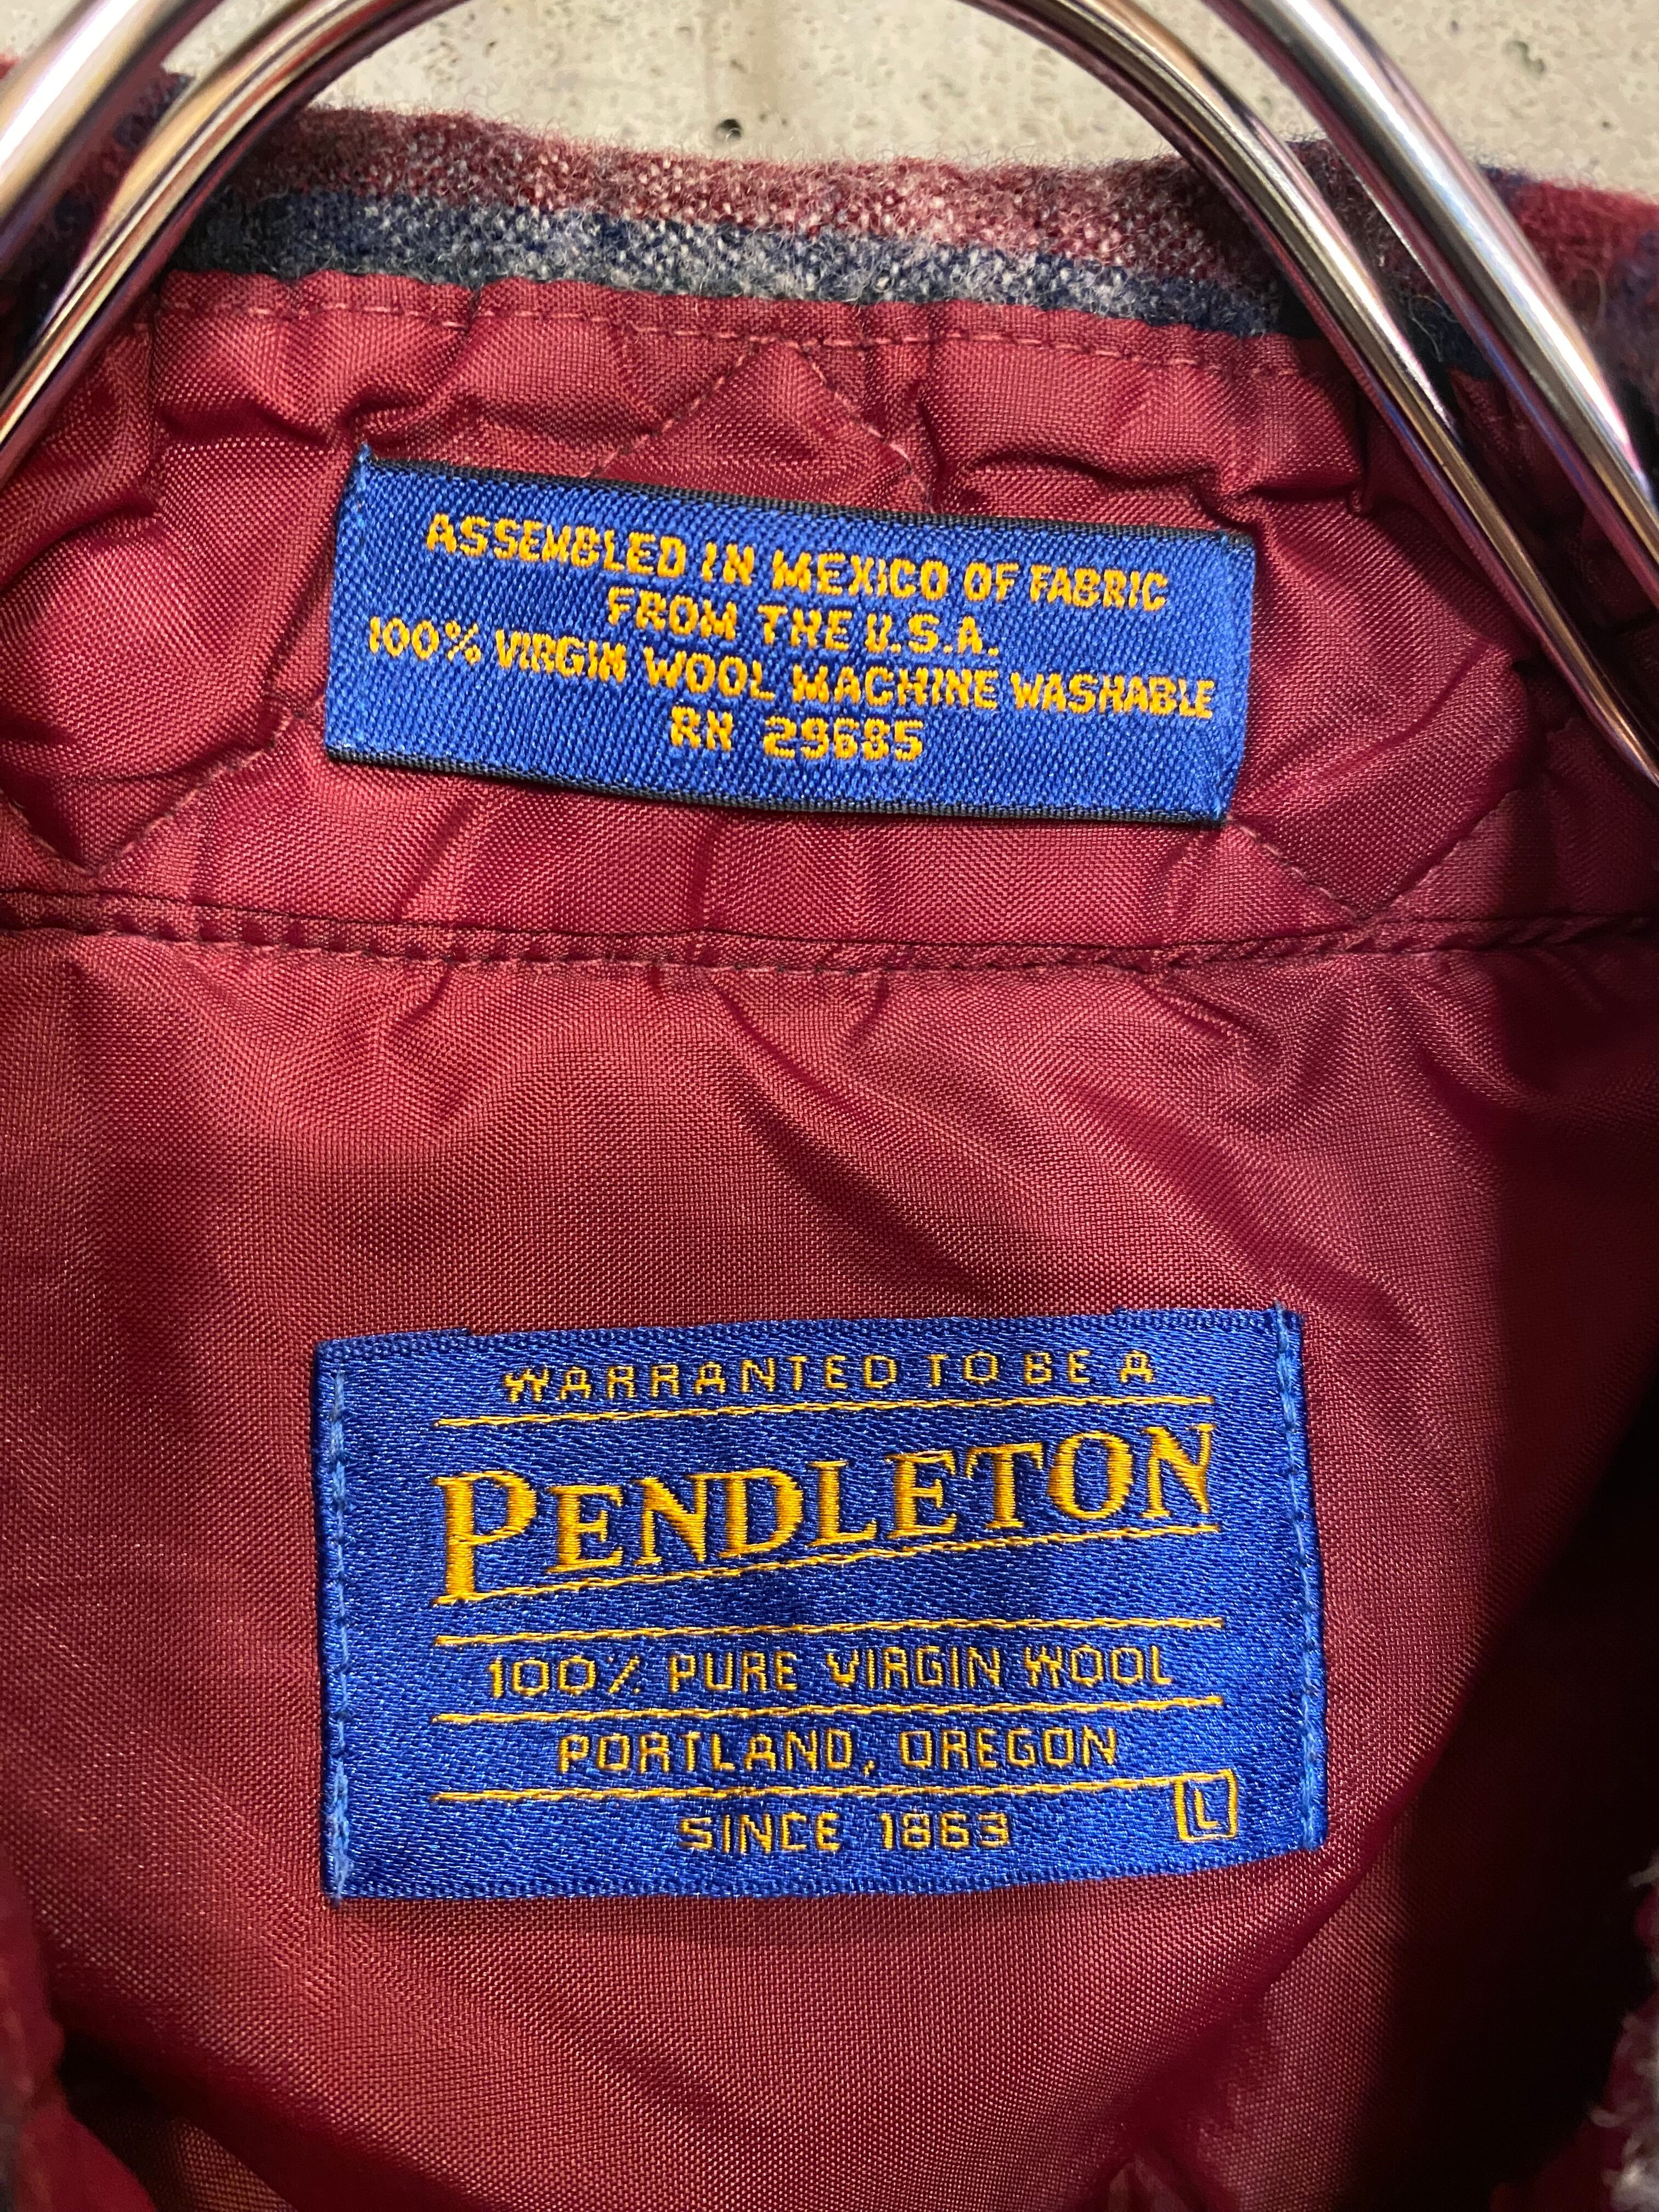 ASSEMBLED IN MEXICO OF FABRIC
FROM THE U.S.A.
100% VIRGIN WOOL MACHINE WASHABLE
RN 29685
WARRANTED TO BE A
PENDLETON
100% PURE VIRGIN WOOL
PORTLAND, OREGON
SINCE 1863
L